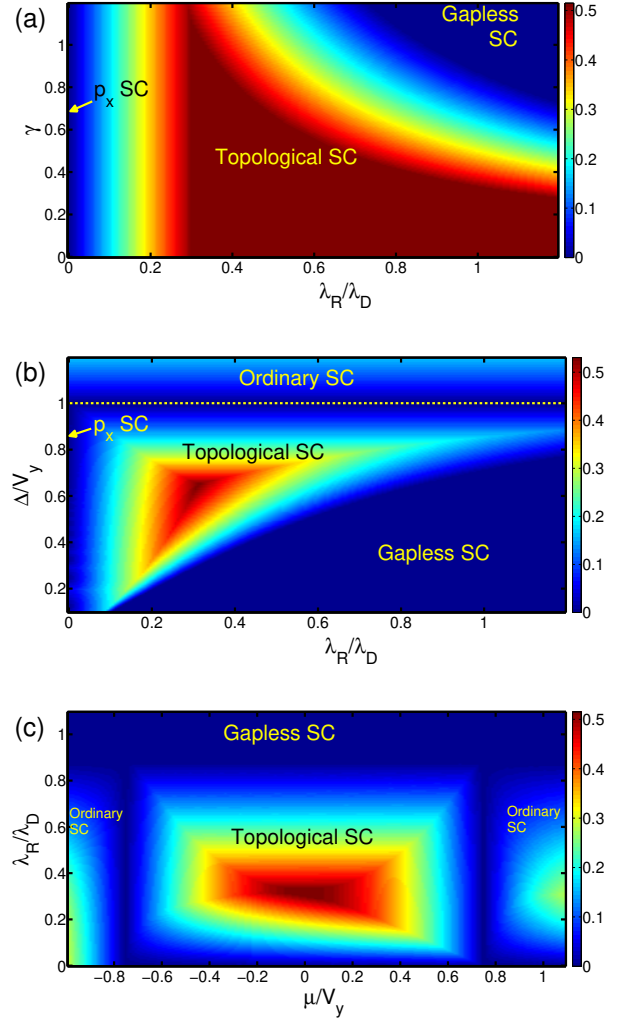 (a)
Gapless
SC
p_x SC
Topological SC
γ
1
0.8
0.6
0.4
0.2
0
0
0.2
0.4
0.6
0.8
1
λ_R/λ_D
0.5
0.4
0.3
0.2
0.1
0
(b)
Ordinary SC
p_x SC
Topological SC
Gapless SC
Δ/V_y
1
0.8
0.6
0.4
0.2
0
0.2
0.4
0.6
0.8
1
λ_R/λ_D
0.5
0.4
0.3
0.2
0.1
0
(c)
Gapless SC
Ordinary
SC
Ordinary
SC
Topological SC
λ_R/λ_D
1
0.8
0.6
0.4
0.2
0
−0.8
−0.6
−0.4
−0.2
0
0.2
0.4
0.6
0.8
1
μ/V_y
0.5
0.4
0.3
0.2
0.1
0